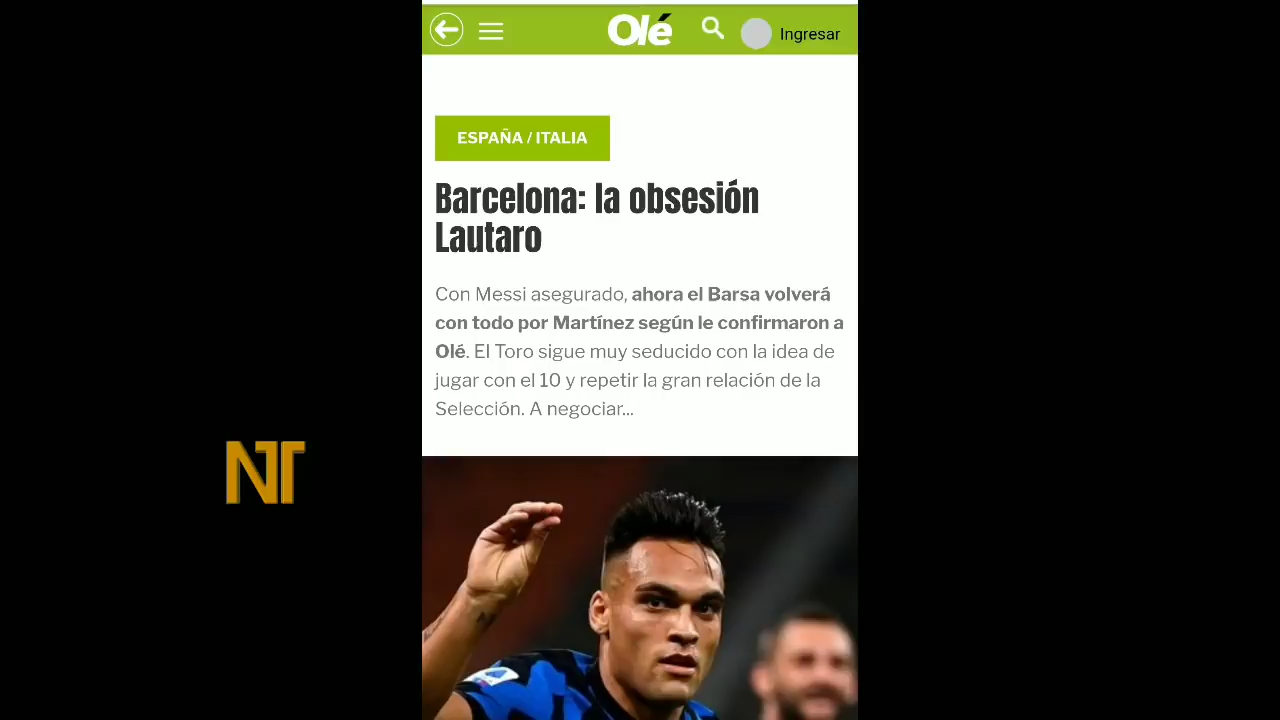 Olé
Ingresar
ESPAÑA / ITALIA
Barcelona: la obsesión
Lautaro
Con Messi asegurado, ahora el Barsa volverá
con todo por Martínez según le confirmaron a
Olé. El Toro sigue muy seducido con la idea de
jugar con el 10 y repetir la gran relación de la
Selección. A negociar...
NT